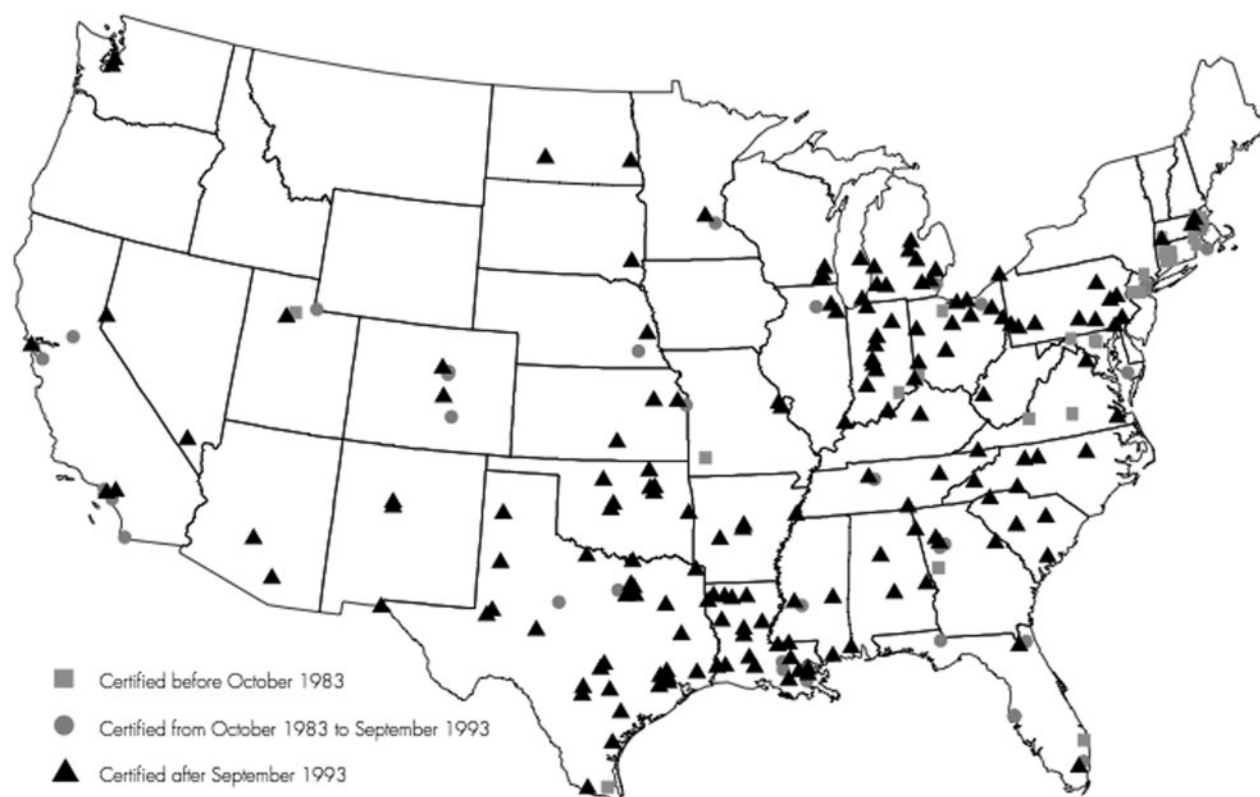 Certified before October 1983
Certified from October 1983 to September 1993
Certified after September 1993